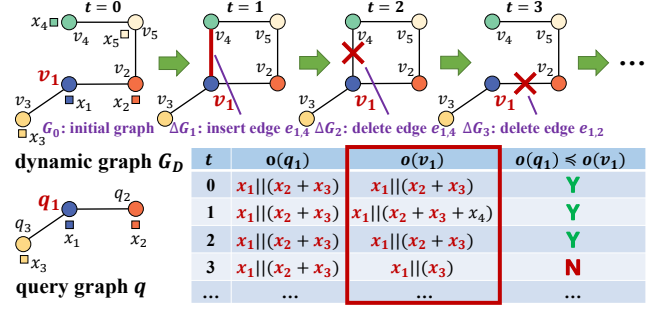 t = 0 t = 1 t = 2 t = 3
x₄ v₄ v₅ v₄ v₅ v₄ v₅ v₄ v₅
x₅
v₁ v₂ v₂ v₂ v₂
v₃ x₁ x₂ v₃ v₁ v₃ v₁ v₃ v₁ ...
x₃
G₀: initial graph ΔG₁: insert edge e₁,₄ ΔG₂: delete edge e₁,₄ ΔG₃: delete edge e₁,₂
dynamic graph G_D
t o(q₁) o(v₁) o(q₁) ≼ o(v₁)
0 x₁||(x₂ + x₃) x₁||(x₂ + x₃) Y
1 x₁||(x₂ + x₃) x₁||(x₂ + x₃ + x₄) Y
2 x₁||(x₂ + x₃) x₁||(x₂ + x₃) Y
3 x₁||(x₂ + x₃) x₁||(x₃) N
... ... ... ...
q₁ q₂
q₃ x₁ x₂
x₃
query graph q